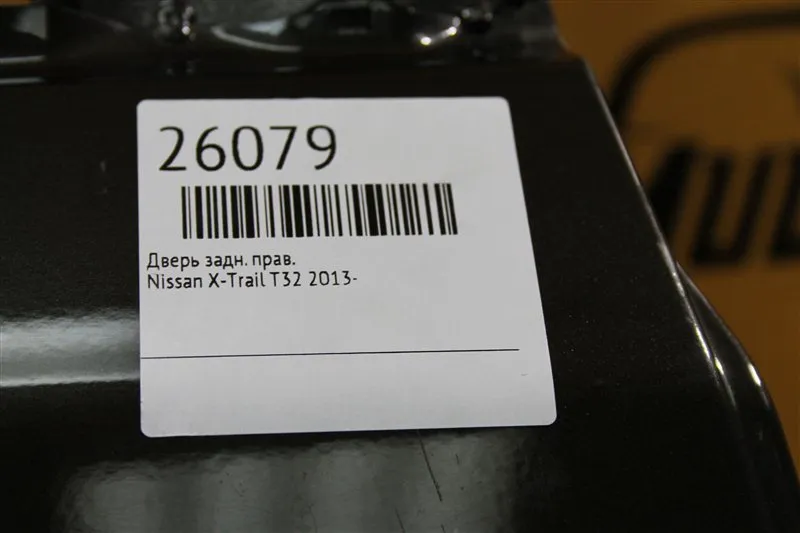 26079
Дверь задн. прав.
Nissan X-Trail T32 2013-